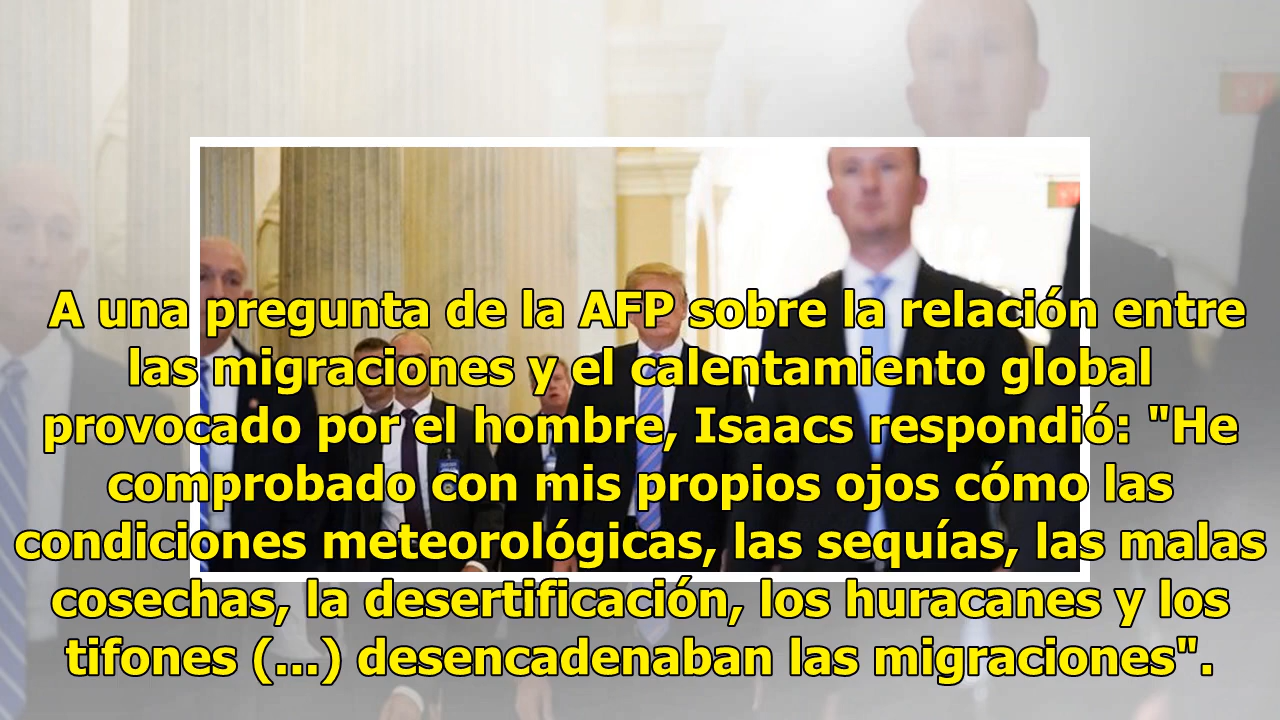 A una pregunta de la AFP sobre la relación entre
las migraciones y el calentamiento global
provocado por el hombre, Isaacs respondió: "He
comprobado con mis propios ojos cómo las
condiciones meteorológicas, las sequías, las malas
cosechas, la desertificación, los huracanes y los
tifones (...) desencadenaban las migraciones".